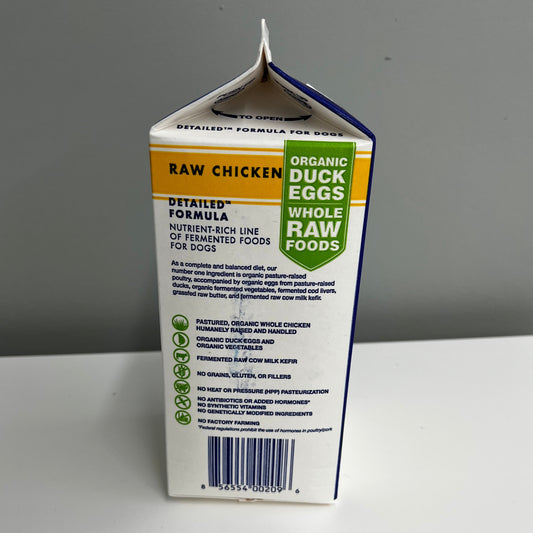 TO OPEN
DETAILED™ FORMULA FOR DOGS
RAW CHICKEN
ORGANIC
DUCK
EGGS
WHOLE
RAW
FOODS
DETAILED™
FORMULA
NUTRIENT-RICH LINE
OF FERMENTED FOODS
FOR DOGS
As a complete and balanced diet, our
number one ingredient is organic pasture-raised
poultry, accompanied by organic eggs from pasture-raised
ducks, organic fermented vegetables, fermented cod livers,
grassfed raw butter, and fermented raw cow milk kefir.
PASTURED, ORGANIC WHOLE CHICKEN
HUMANELY RAISED AND HANDLED
ORGANIC DUCK EGGS AND
ORGANIC VEGETABLES
FERMENTED RAW COW MILK KEFIR
NO GRAINS, GLUTEN, OR FILLERS
NO HEAT OR PRESSURE (HPP) PASTEURIZATION
NO ANTIBIOTICS OR ADDED HORMONES*
NO SYNTHETIC VITAMINS
NO GENETICALLY MODIFIED INGREDIENTS
NO FACTORY FARMING
*Federal regulations prohibit the use of hormones in poultry/pork
8 56554 00209 6